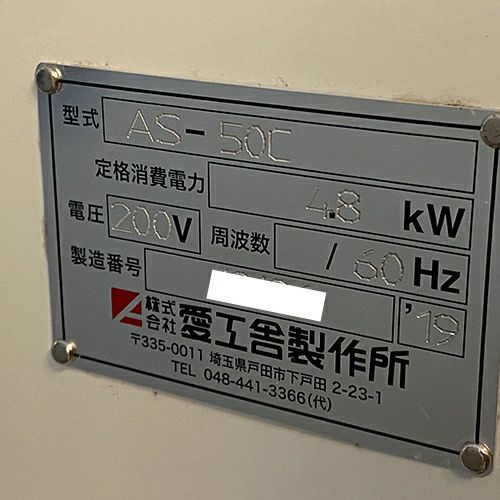 型式 AS-50C
定格消費電力 4.8 kW
電圧 200V 周波数 / 60 Hz
製造番号 '19
株式会社 愛工舎製作所
〒335-0011 埼玉県戸田市下戸田 2-23-1
TEL 048-441-3366(代)